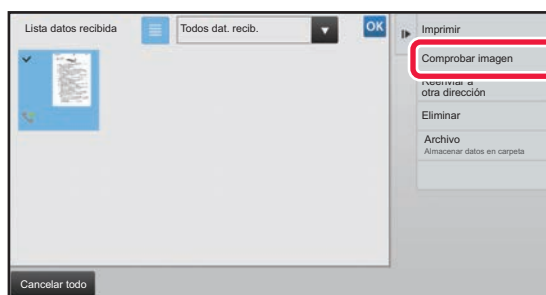 Lista datos recibida
Todos dat. recib.
OK
Imprimir
Comprobar imagen
Reenviar a
otra dirección
Eliminar
Archivo
Almacenar datos en carpeta
Cancelar todo